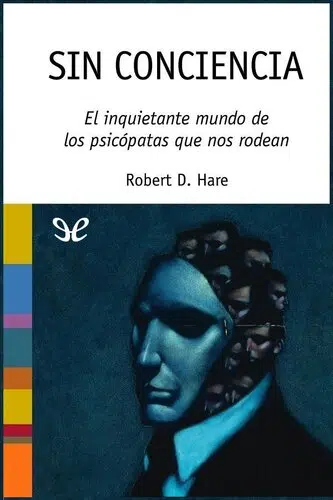 SIN CONCIENCIA
El inquietante mundo de
los psicópatas que nos rodean
Robert D. Hare